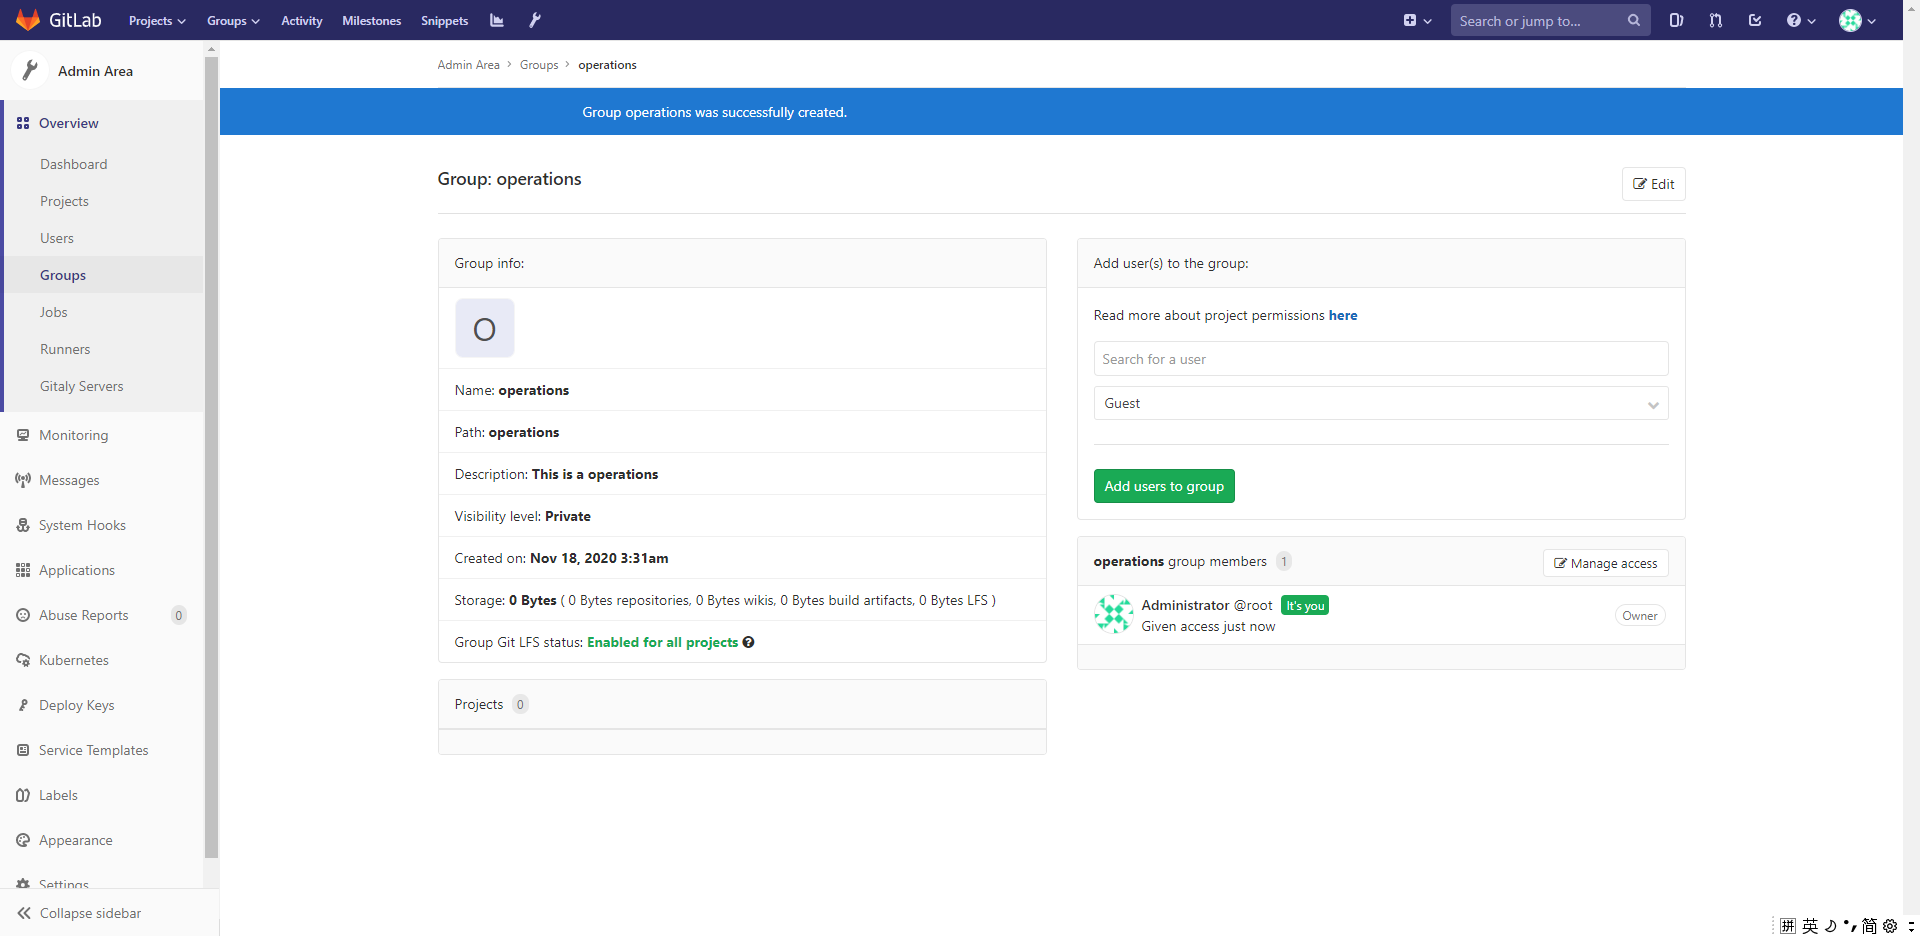 GitLab
Projects
Groups
Activity
Milestones
Snippets
Search or jump to...
Admin Area
Overview
Dashboard
Projects
Users
Groups
Jobs
Runners
Gitaly Servers
Monitoring
Messages
System Hooks
Applications
Abuse Reports 0
Kubernetes
Deploy Keys
Service Templates
Labels
Appearance
Settings
Collapse sidebar
Admin Area > Groups > operations
Group operations was successfully created.
Group: operations
Edit
Group info:
O
Name: operations
Path: operations
Description: This is a operations
Visibility level: Private
Created on: Nov 18, 2020 3:31am
Storage: 0 Bytes ( 0 Bytes repositories, 0 Bytes wikis, 0 Bytes build artifacts, 0 Bytes LFS )
Group Git LFS status: Enabled for all projects
Projects 0
Add user(s) to the group:
Read more about project permissions here
Search for a user
Guest
Add users to group
operations group members 1
Manage access
Administrator @root It's you
Given access just now
Owner
拼 英 简